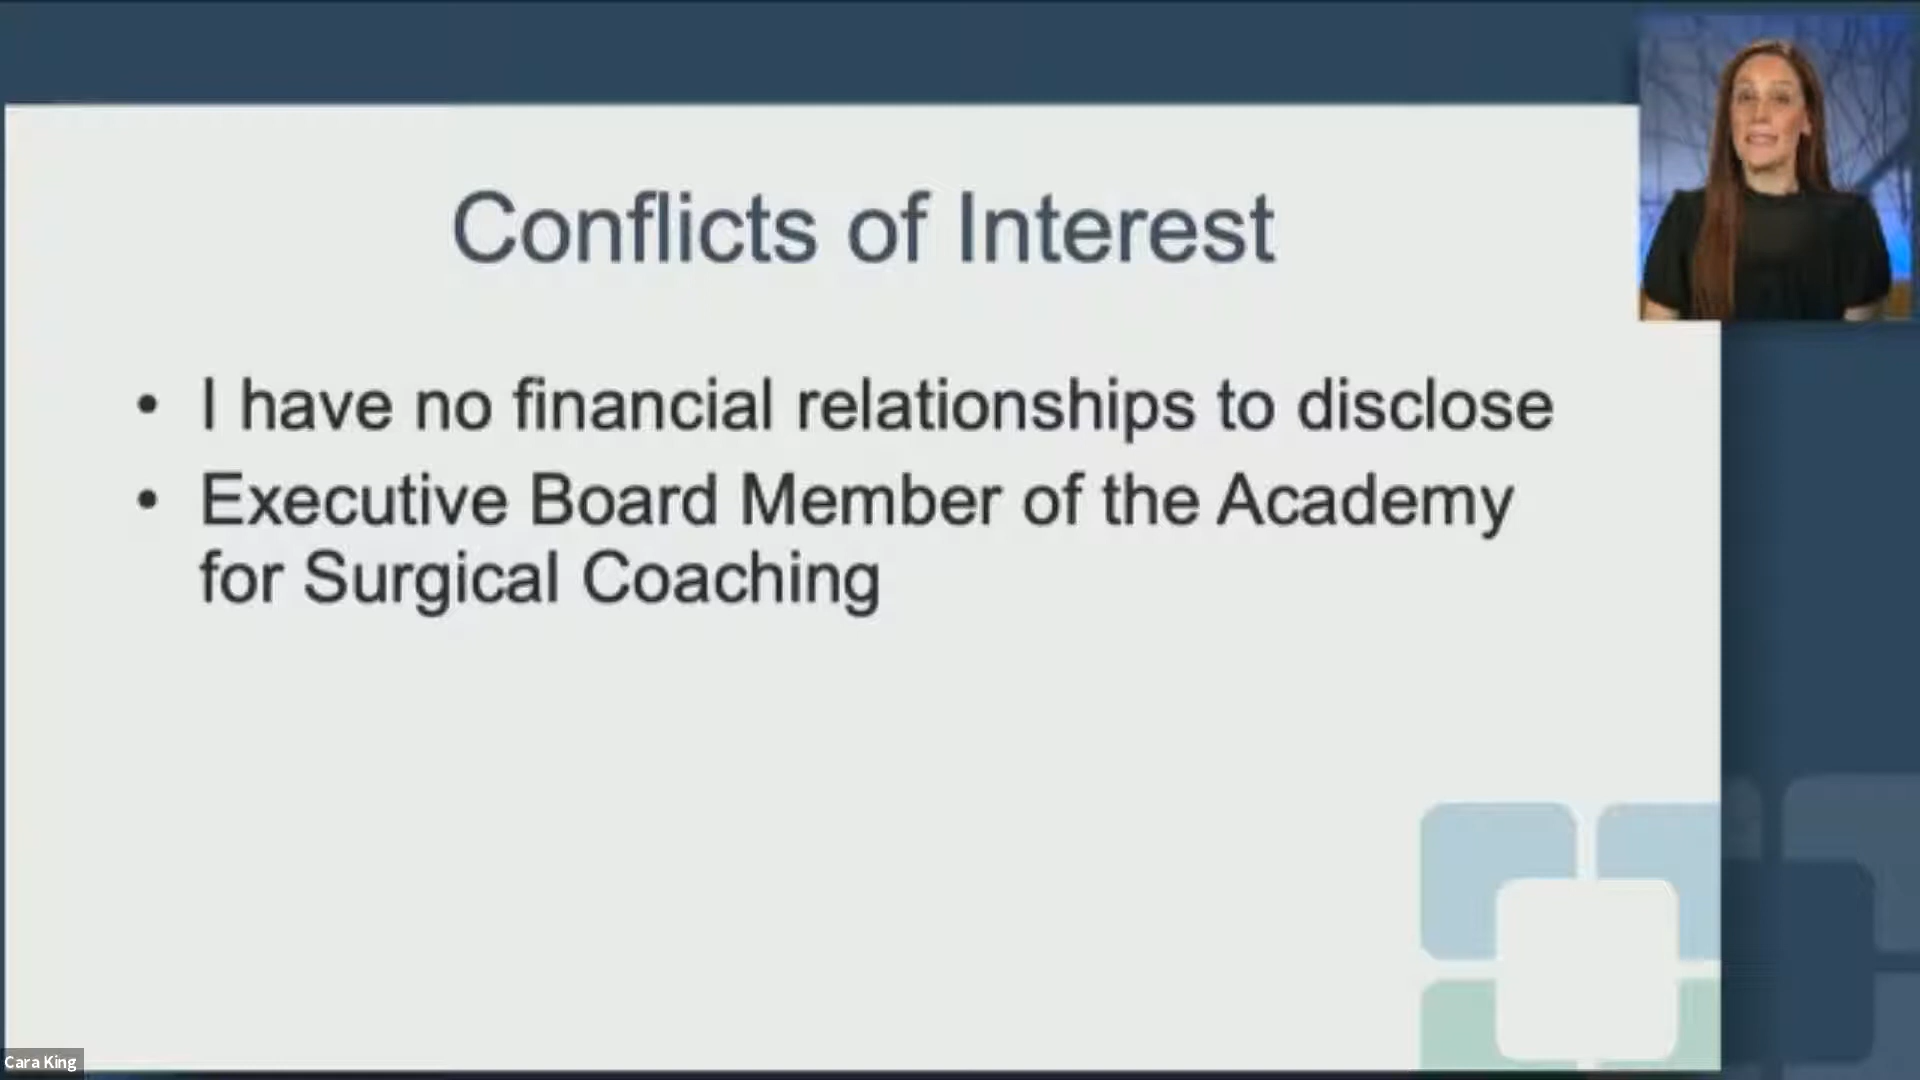 Conflicts of Interest
• I have no financial relationships to disclose
• Executive Board Member of the Academy
for Surgical Coaching
Cara King